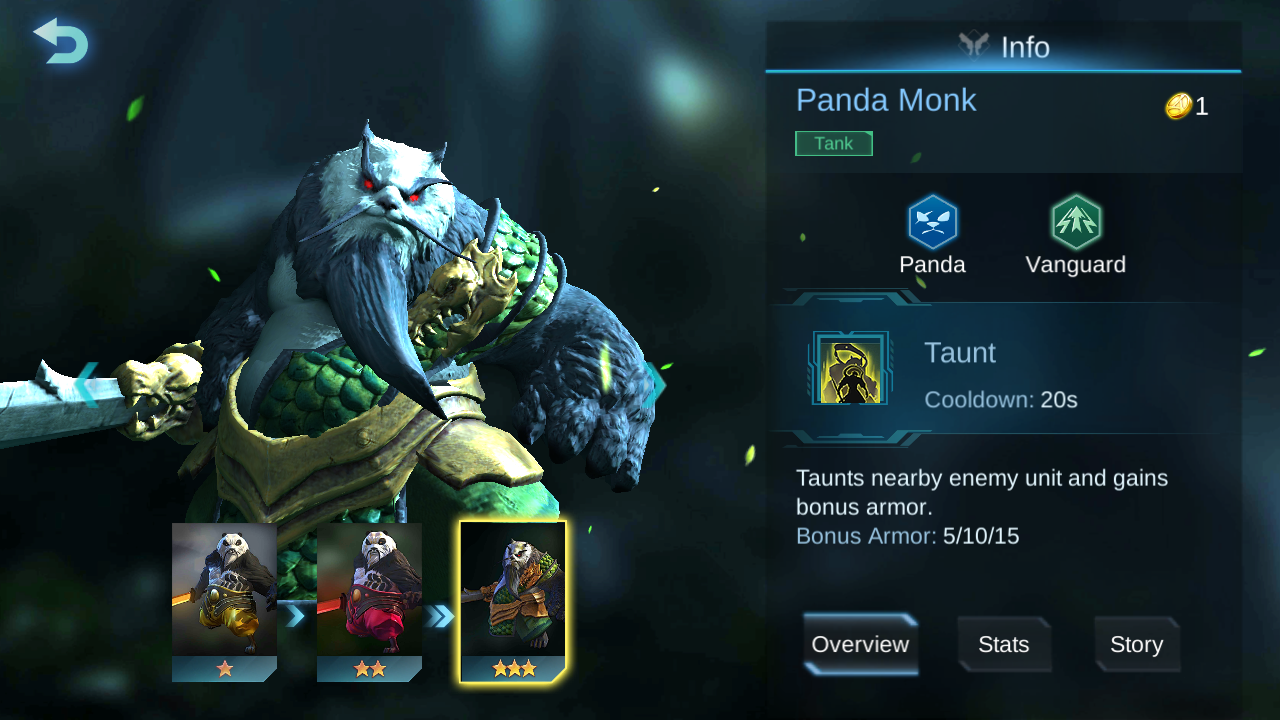 Info
Panda Monk
1
Tank
Panda
Vanguard
Taunt
Cooldown: 20s
Taunts nearby enemy unit and gains
bonus armor.
Bonus Armor: 5/10/15
Overview
Stats
Story